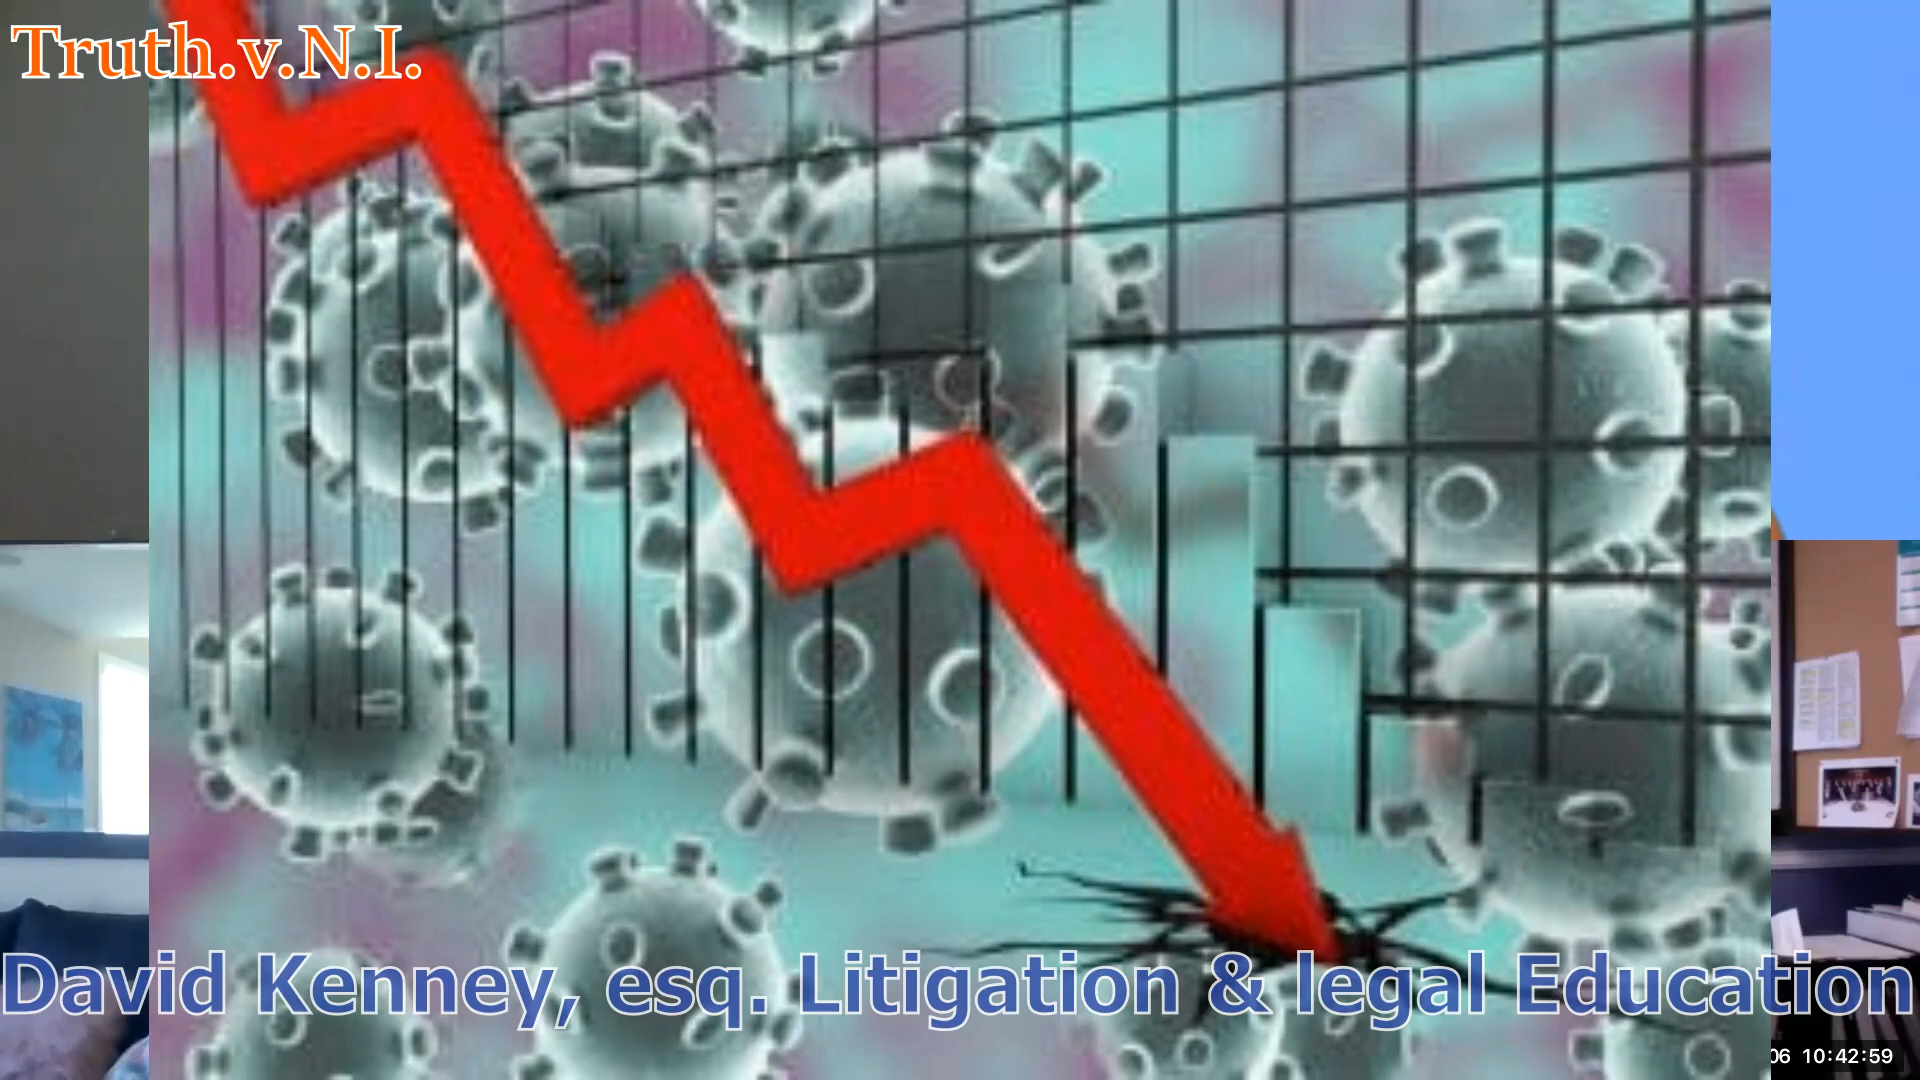 Truth.v.N.I.
David Kenney, esq. Litigation & legal Education
06 10:42:59